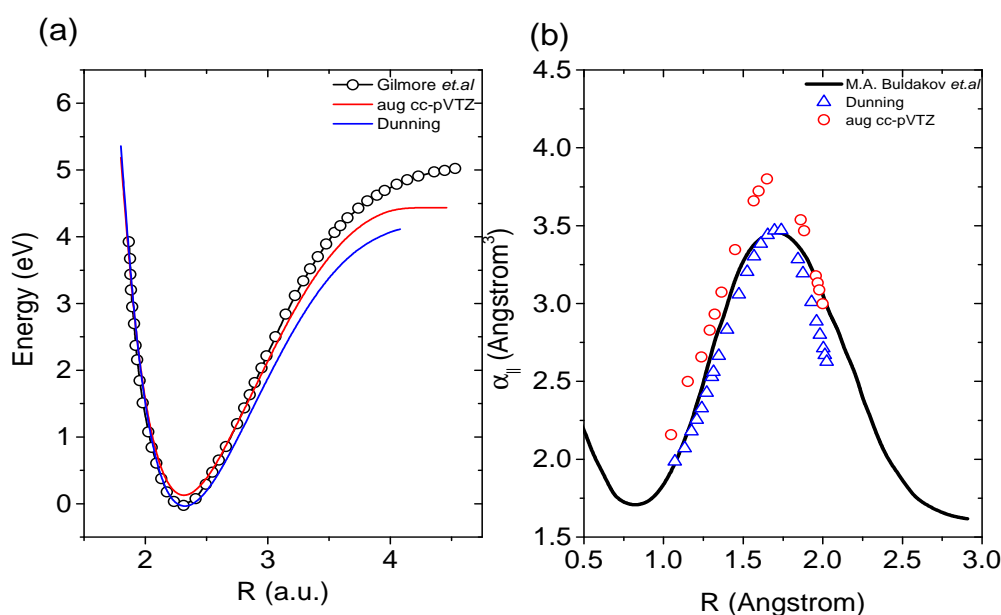 (a)
Gilmore et.al
aug cc-pVTZ
Dunning
6
5
4
3
2
1
0
Energy (eV)
2
3
4
R (a.u.)
(b)
M.A. Buldakov et.al
Dunning
aug cc-pVTZ
4.5
4.0
3.5
3.0
2.5
2.0
1.5
α|| (Angstrom³)
0.5 1.0 1.5 2.0 2.5 3.0
R (Angstrom)